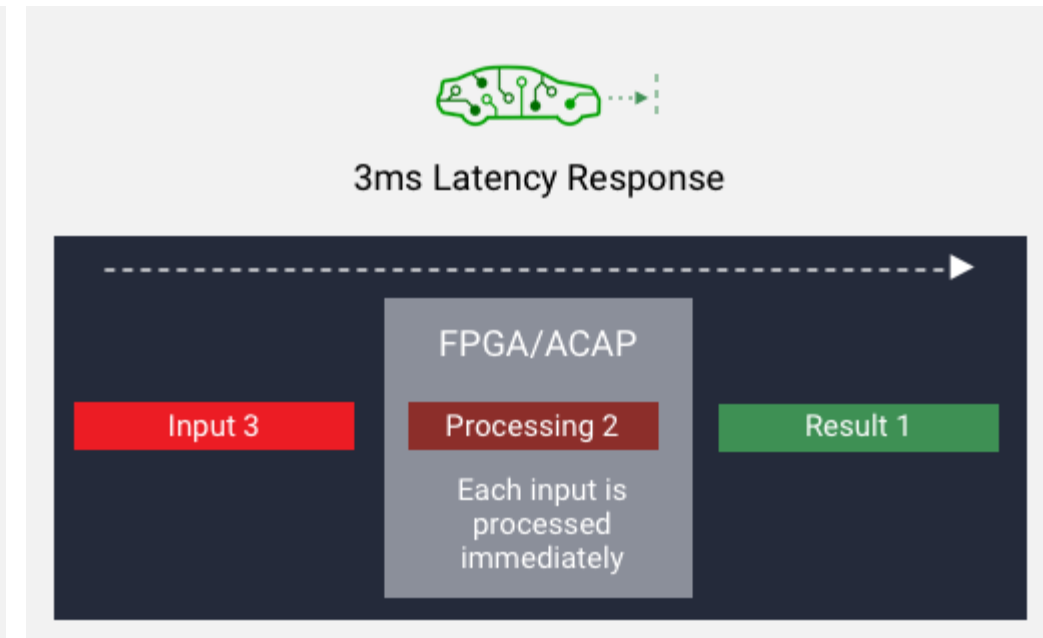 3ms Latency Response
FPGA/ACAP
Input 3
Processing 2
Result 1
Each input is
processed
immediately